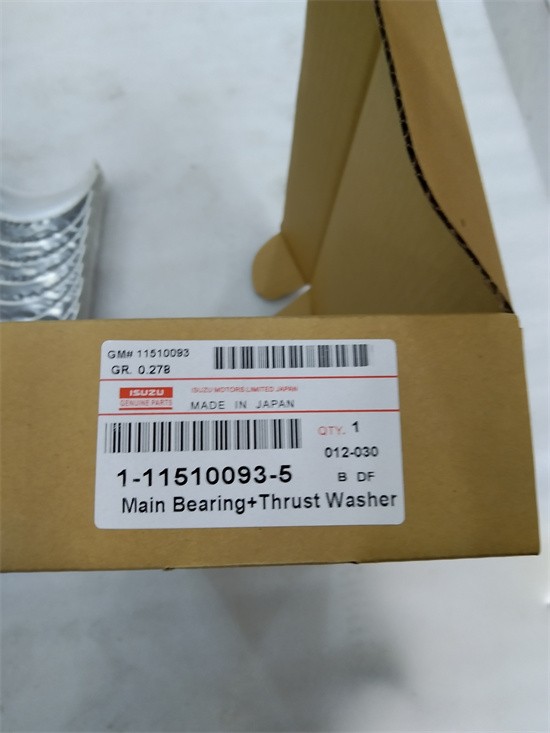 GM# 11510093
GR. 0.278
ISUZU
GENUINE PARTS
ISUZU MOTORS LIMITED JAPAN
MADE IN JAPAN
QTY. 1
012-030
1-11510093-5
B DF
Main Bearing+Thrust Washer